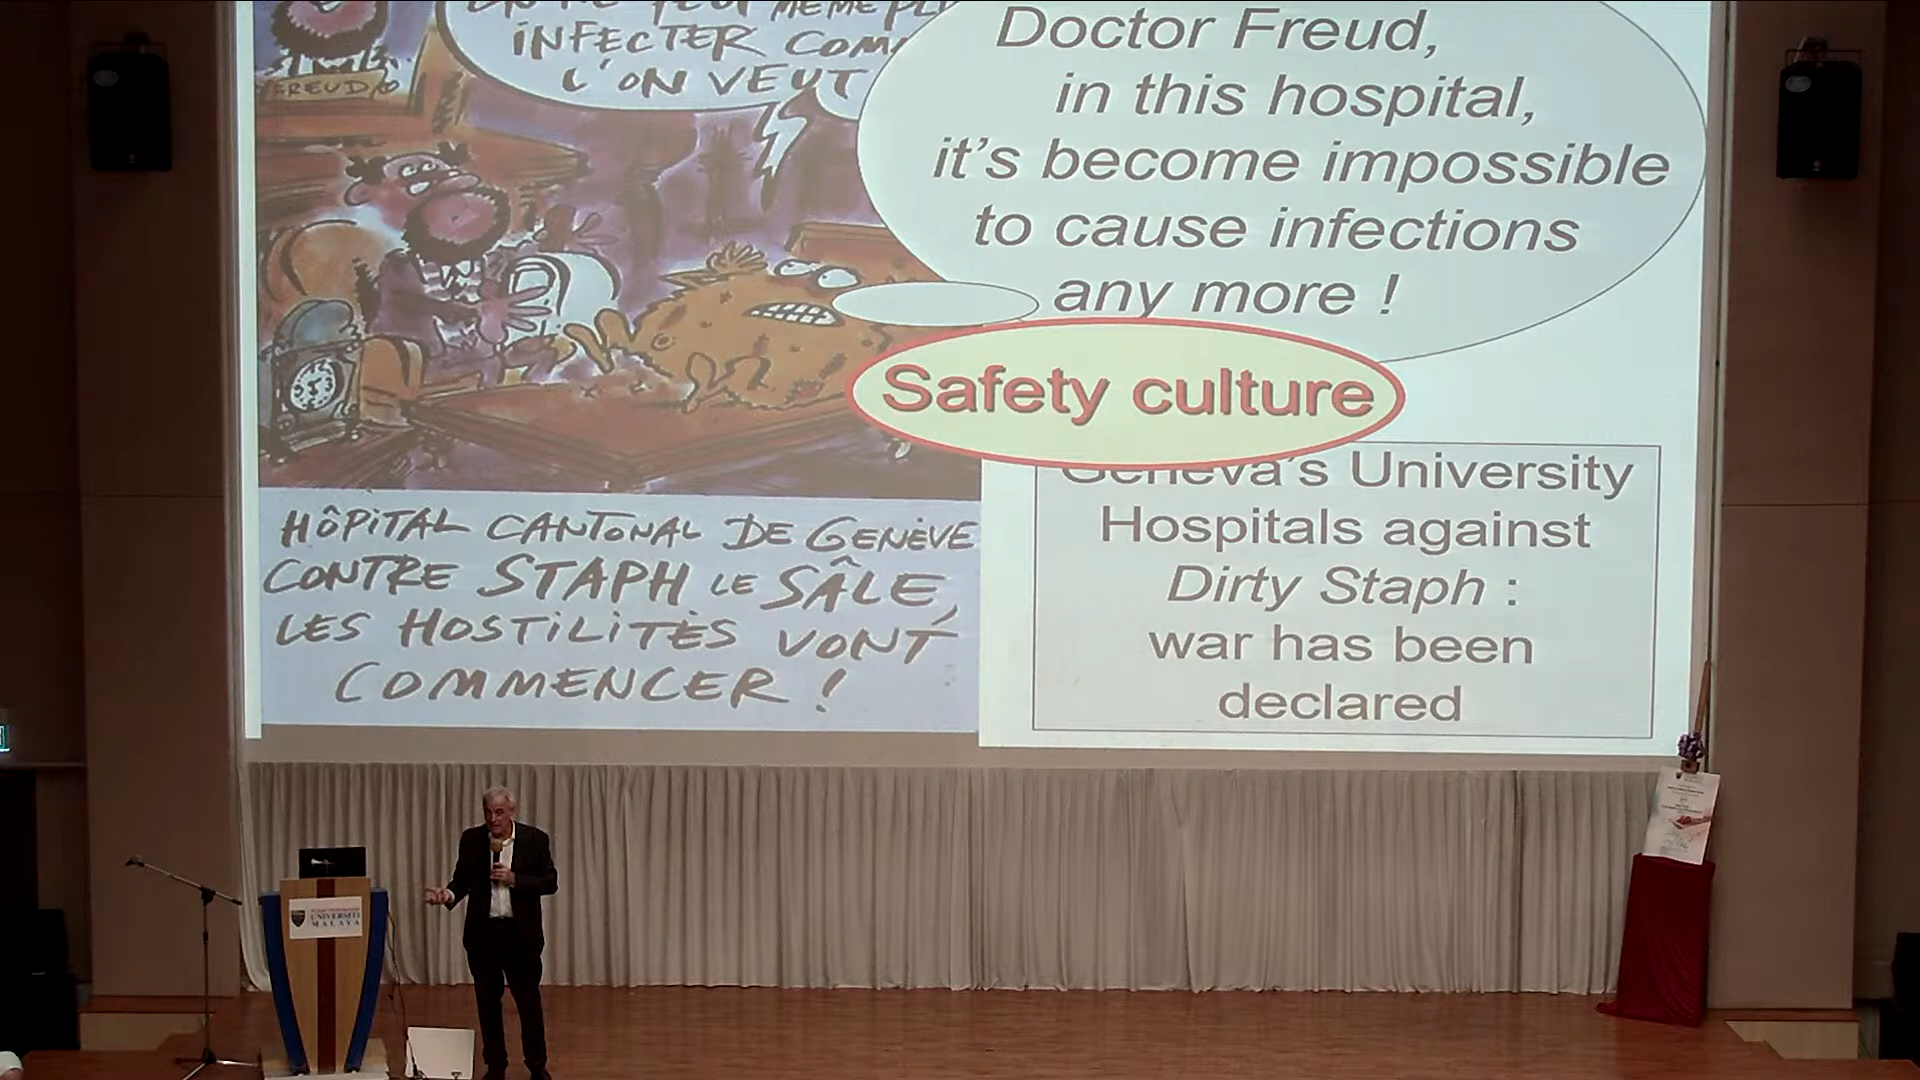 INFECTER
L'ON VEUT
FREUD
Doctor Freud,
in this hospital,
it's become impossible
to cause infections
any more !
Safety culture
HÔPITAL CANTONAL DE GENÈVE
CONTRE STAPH LE SÂLE,
LES HOSTILITÉS VONT
COMMENCER !
Geneva's University
Hospitals against
Dirty Staph :
war has been
declared
UNIVERSITI
MALAYA